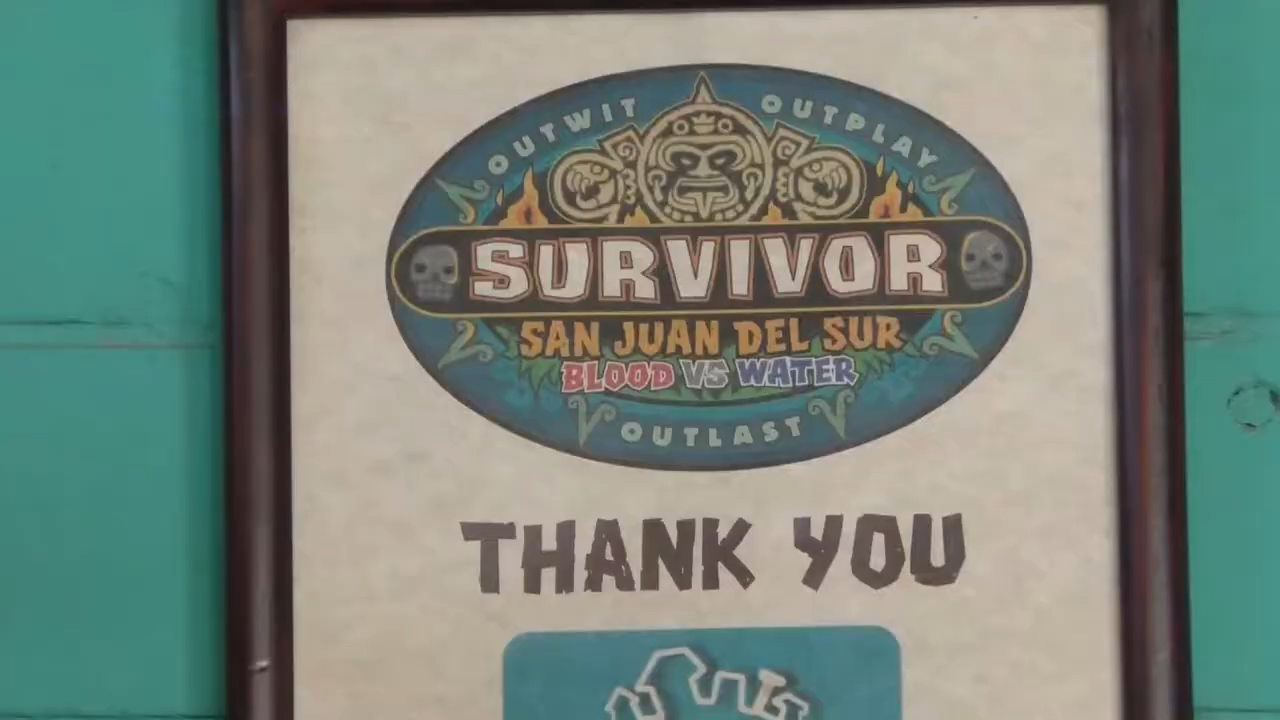 OUTWIT OUTPLAY
SURVIVOR
SAN JUAN DEL SUR
BLOOD VS WATER
OUTLAST
THANK YOU